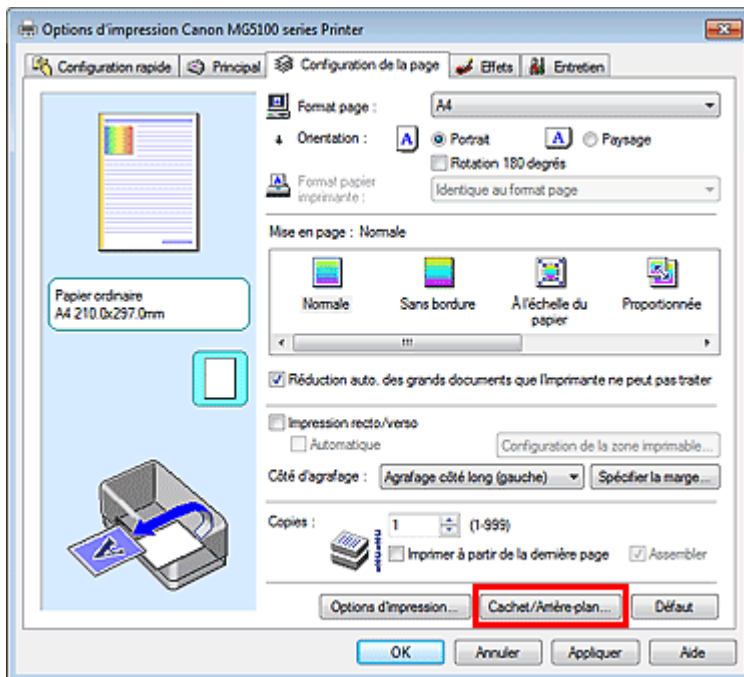 Options d'impression Canon MG5100 series Printer
Configuration rapide Principal Configuration de la page Effets Entretien
Format page : A4
Orientation : A Portrait A Paysage
Rotation 180 degrés
Format papier
imprimante : Identique au format page
Mise en page : Normale
Normale Sans bordure À l'échelle du
papier Proportionnée
Papier ordinaire
A4 210.0x297.0mm
Réduction auto. des grands documents que l'imprimante ne peut pas traiter
Impression recto/verso
Automatique Configuration de la zone imprimable...
Côté d'agrafage : Agrafage côté long (gauche) Spécifier la marge...
Copies : 1 (1-999)
Imprimer à partir de la dernière page Assembler
Options d'impression... Cachet/Arrière-plan... Défaut
OK Annuler Appliquer Aide